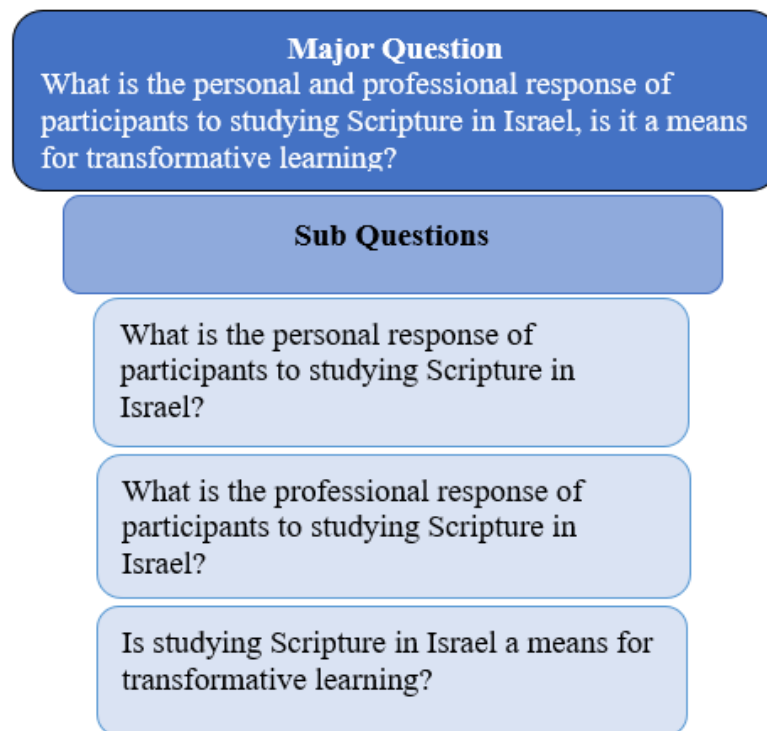 Major Question
What is the personal and professional response of
participants to studying Scripture in Israel, is it a means
for transformative learning?
Sub Questions
What is the personal response of
participants to studying Scripture in
Israel?
What is the professional response of
participants to studying Scripture in
Israel?
Is studying Scripture in Israel a means for
transformative learning?